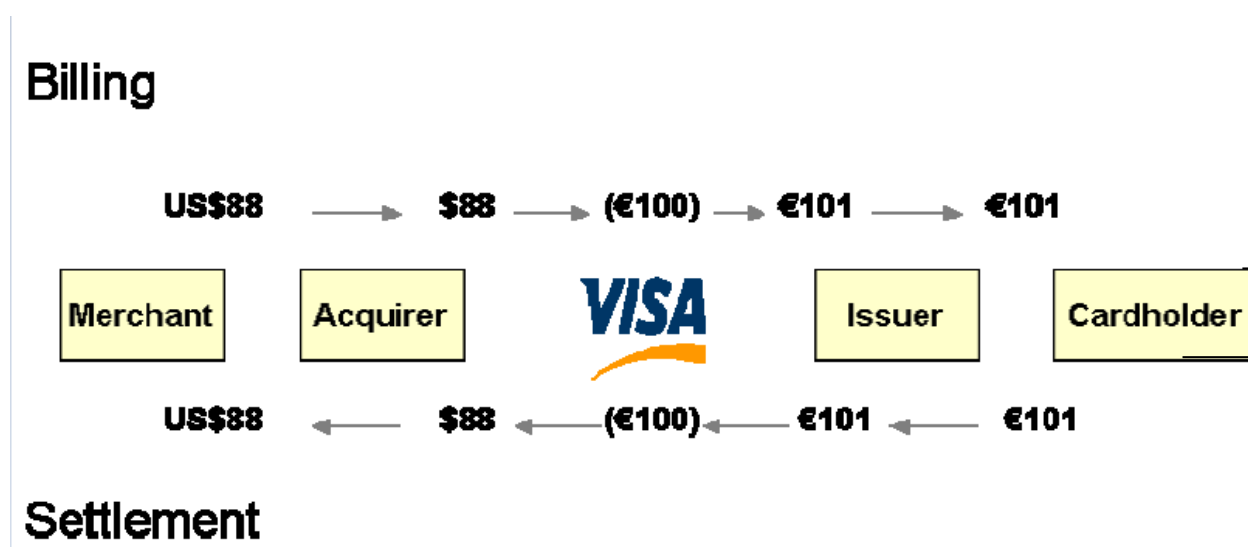 Billing
US$88 $88 (€100) €101 €101
Merchant Acquirer VISA Issuer Cardholder
US$88 $88 (€100) €101 €101
Settlement